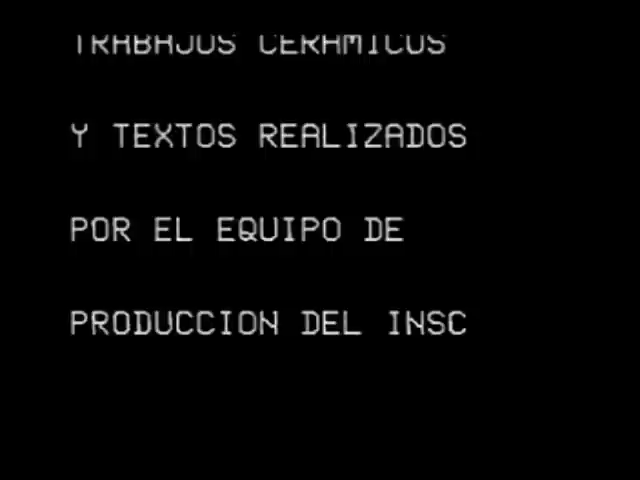 TRABAJOS CERAMICOS
Y TEXTOS REALIZADOS
POR EL EQUIPO DE
PRODUCCION DEL INSC